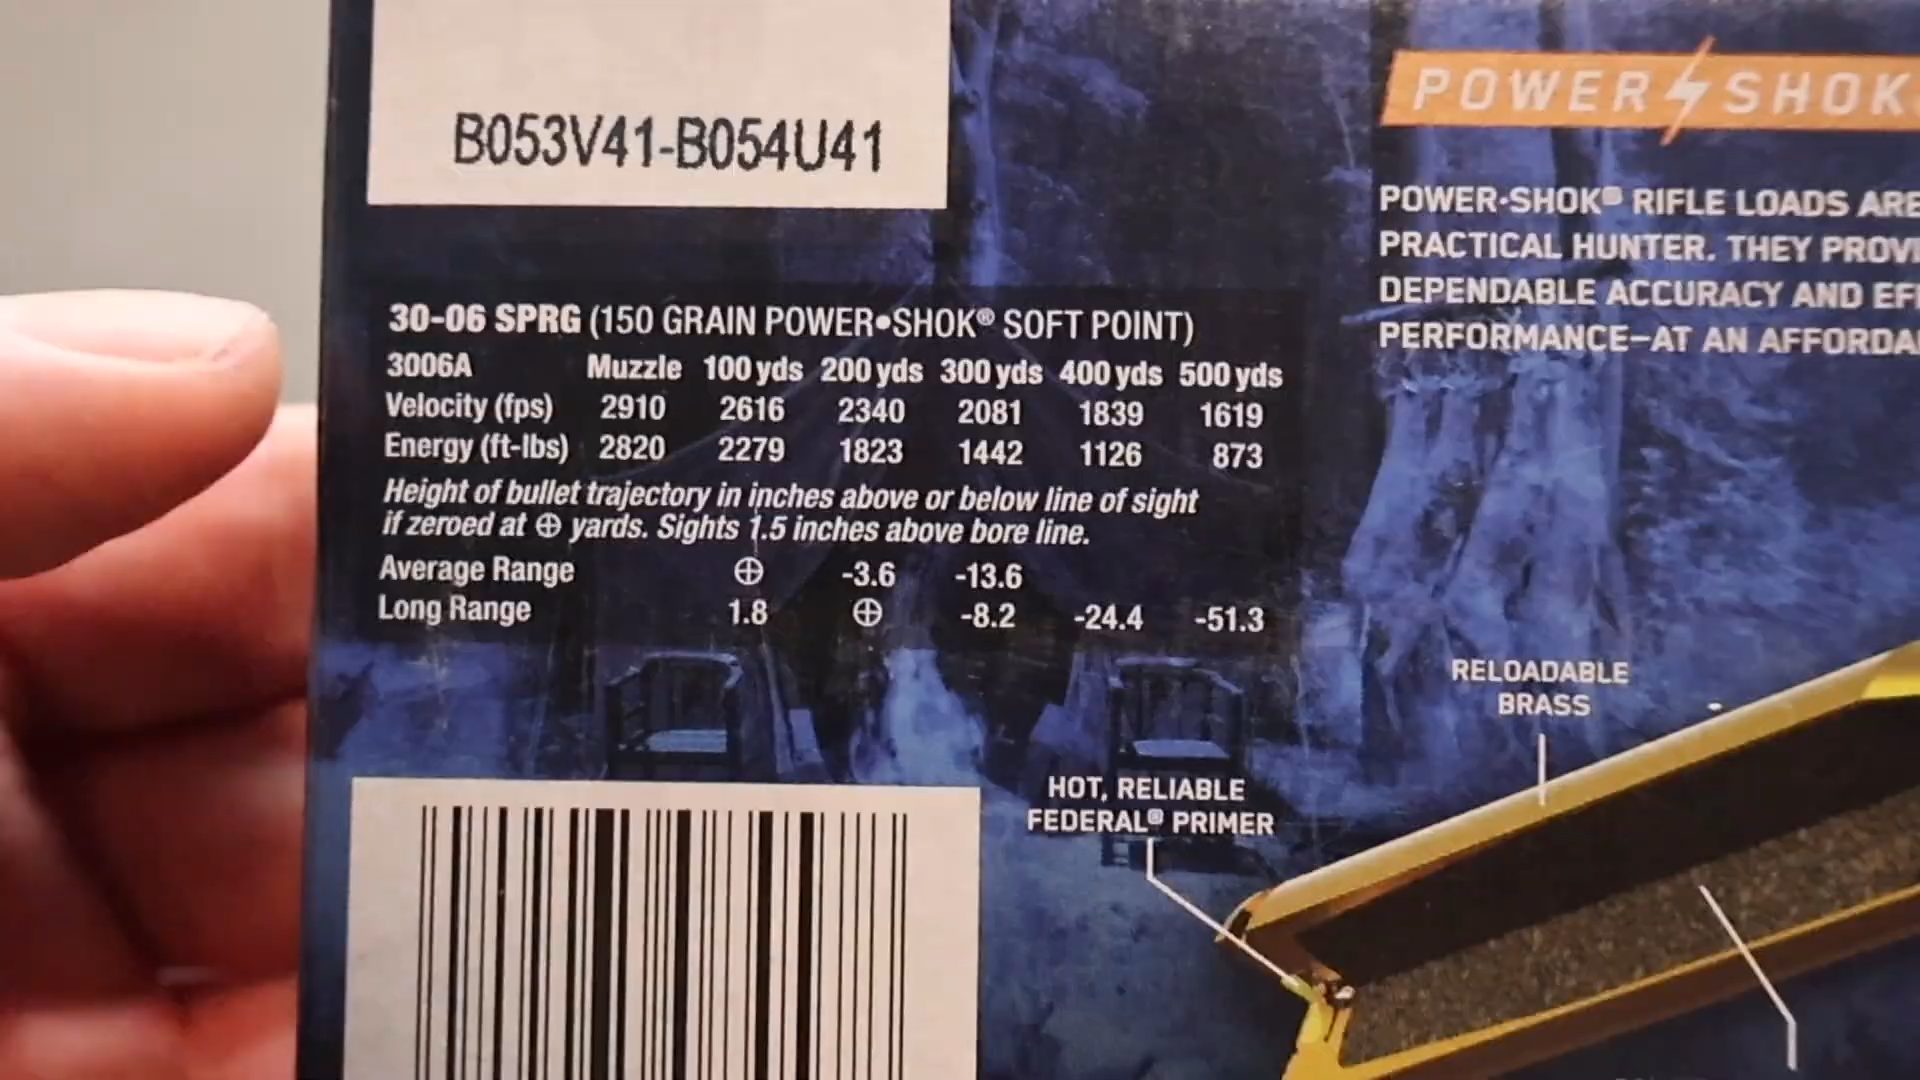 B053V41-B054U41
POWER SHOK
POWER•SHOK® RIFLE LOADS ARE
PRACTICAL HUNTER. THEY PROVI
DEPENDABLE ACCURACY AND EF
PERFORMANCE—AT AN AFFORDA
30-06 SPRG (150 GRAIN POWER•SHOK® SOFT POINT)
3006A Muzzle 100 yds 200 yds 300 yds 400 yds 500 yds
Velocity (fps) 2910 2616 2340 2081 1839 1619
Energy (ft-lbs) 2820 2279 1823 1442 1126 873
Height of bullet trajectory in inches above or below line of sight
if zeroed at ⊕ yards. Sights 1.5 inches above bore line.
Average Range ⊕ -3.6 -13.6
Long Range 1.8 ⊕ -8.2 -24.4 -51.3
RELOADABLE
BRASS
HOT, RELIABLE
FEDERAL® PRIMER